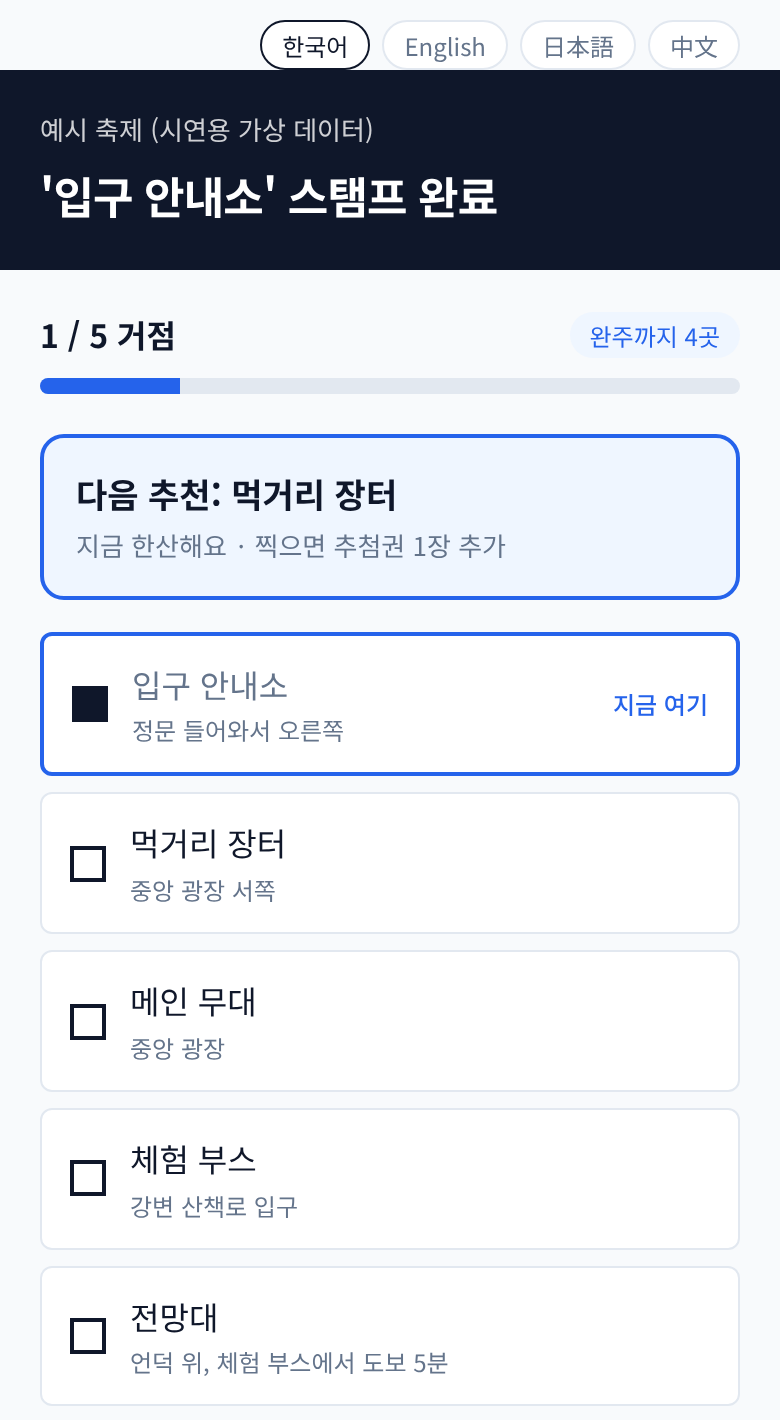 한국어 English 日本語 中文
예시 축제 (시연용 가상 데이터)
'입구 안내소' 스탬프 완료
1 / 5 거점
완주까지 4곳
다음 추천: 먹거리 장터
지금 한산해요 · 찍으면 추첨권 1장 추가
입구 안내소
정문 들어와서 오른쪽
지금 여기
먹거리 장터
중앙 광장 서쪽
메인 무대
중앙 광장
체험 부스
강변 산책로 입구
전망대
언덕 위, 체험 부스에서 도보 5분